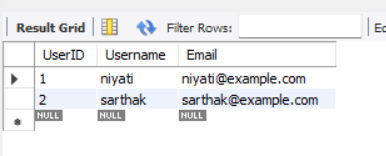 Result Grid Filter Rows: Ec
UserID Username Email
1 niyati niyati@example.com
2 sarthak sarthak@example.com
NULL NULL NULL